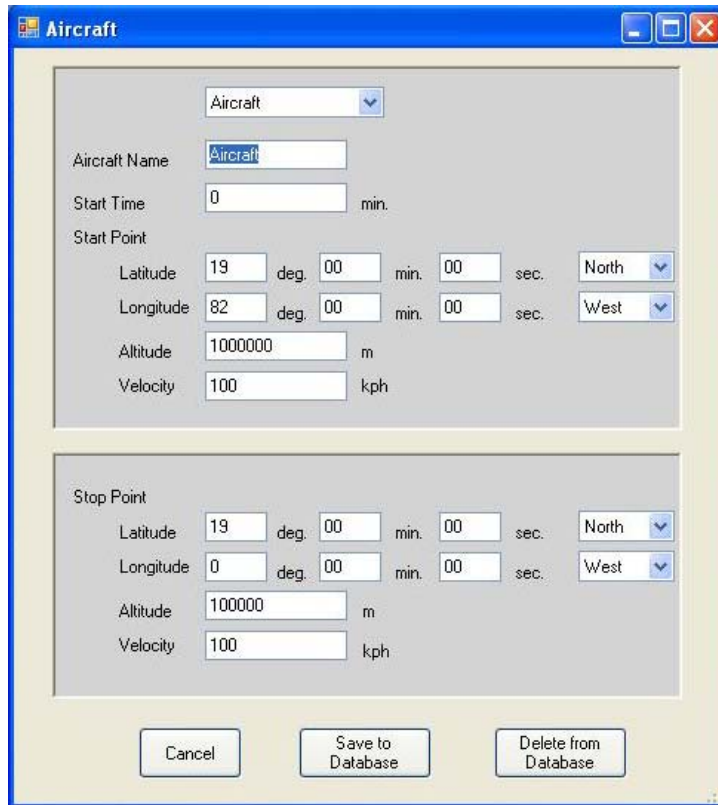 Aircraft
Aircraft
Aircraft Name Aircraft
Start Time 0 min.
Start Point
Latitude 19 deg. 00 min. 00 sec. North
Longitude 82 deg. 00 min. 00 sec. West
Altitude 1000000 m
Velocity 100 kph
Stop Point
Latitude 19 deg. 00 min. 00 sec. North
Longitude 0 deg. 00 min. 00 sec. West
Altitude 100000 m
Velocity 100 kph
Cancel
Save to
Database
Delete from
Database